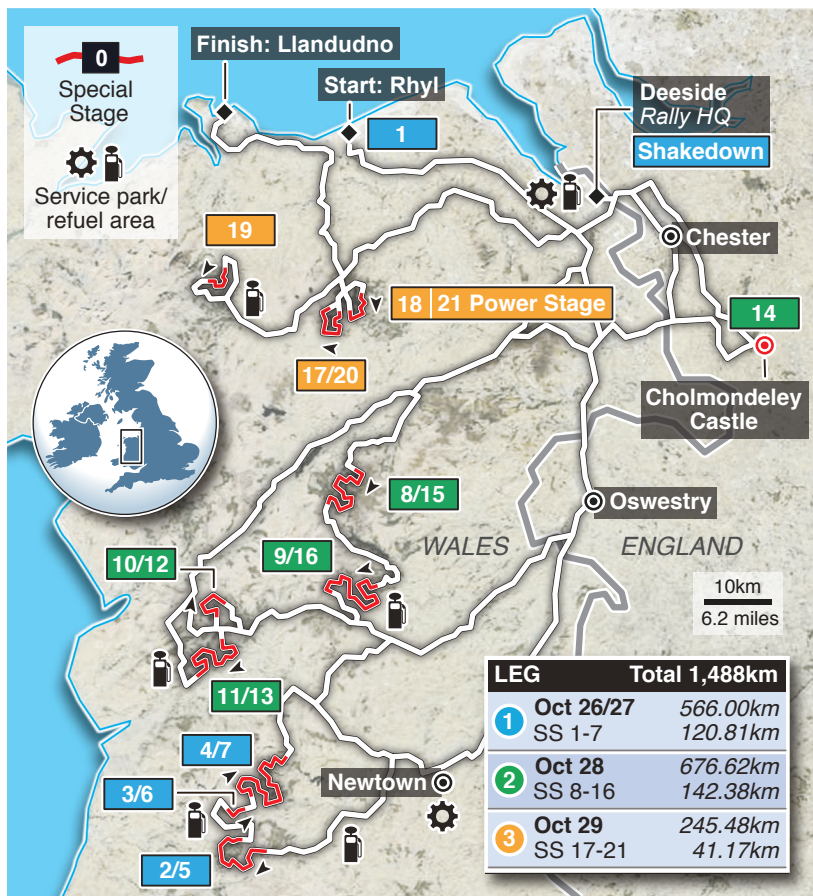 0
Special
Stage
Service park/
refuel area
Finish: Llandudno
Start: Rhyl
1
Deeside
Rally HQ
Shakedown
Chester
19
18 | 21 Power Stage
14
17/20
Cholmondeley
Castle
8/15
Oswestry
9/16
WALES
ENGLAND
10/12
10km
6.2 miles
11/13
4/7
3/6
Newtown
2/5
LEG Total 1,488km
1 Oct 26/27 566.00km
SS 1-7 120.81km
2 Oct 28 676.62km
SS 8-16 142.38km
3 Oct 29 245.48km
SS 17-21 41.17km